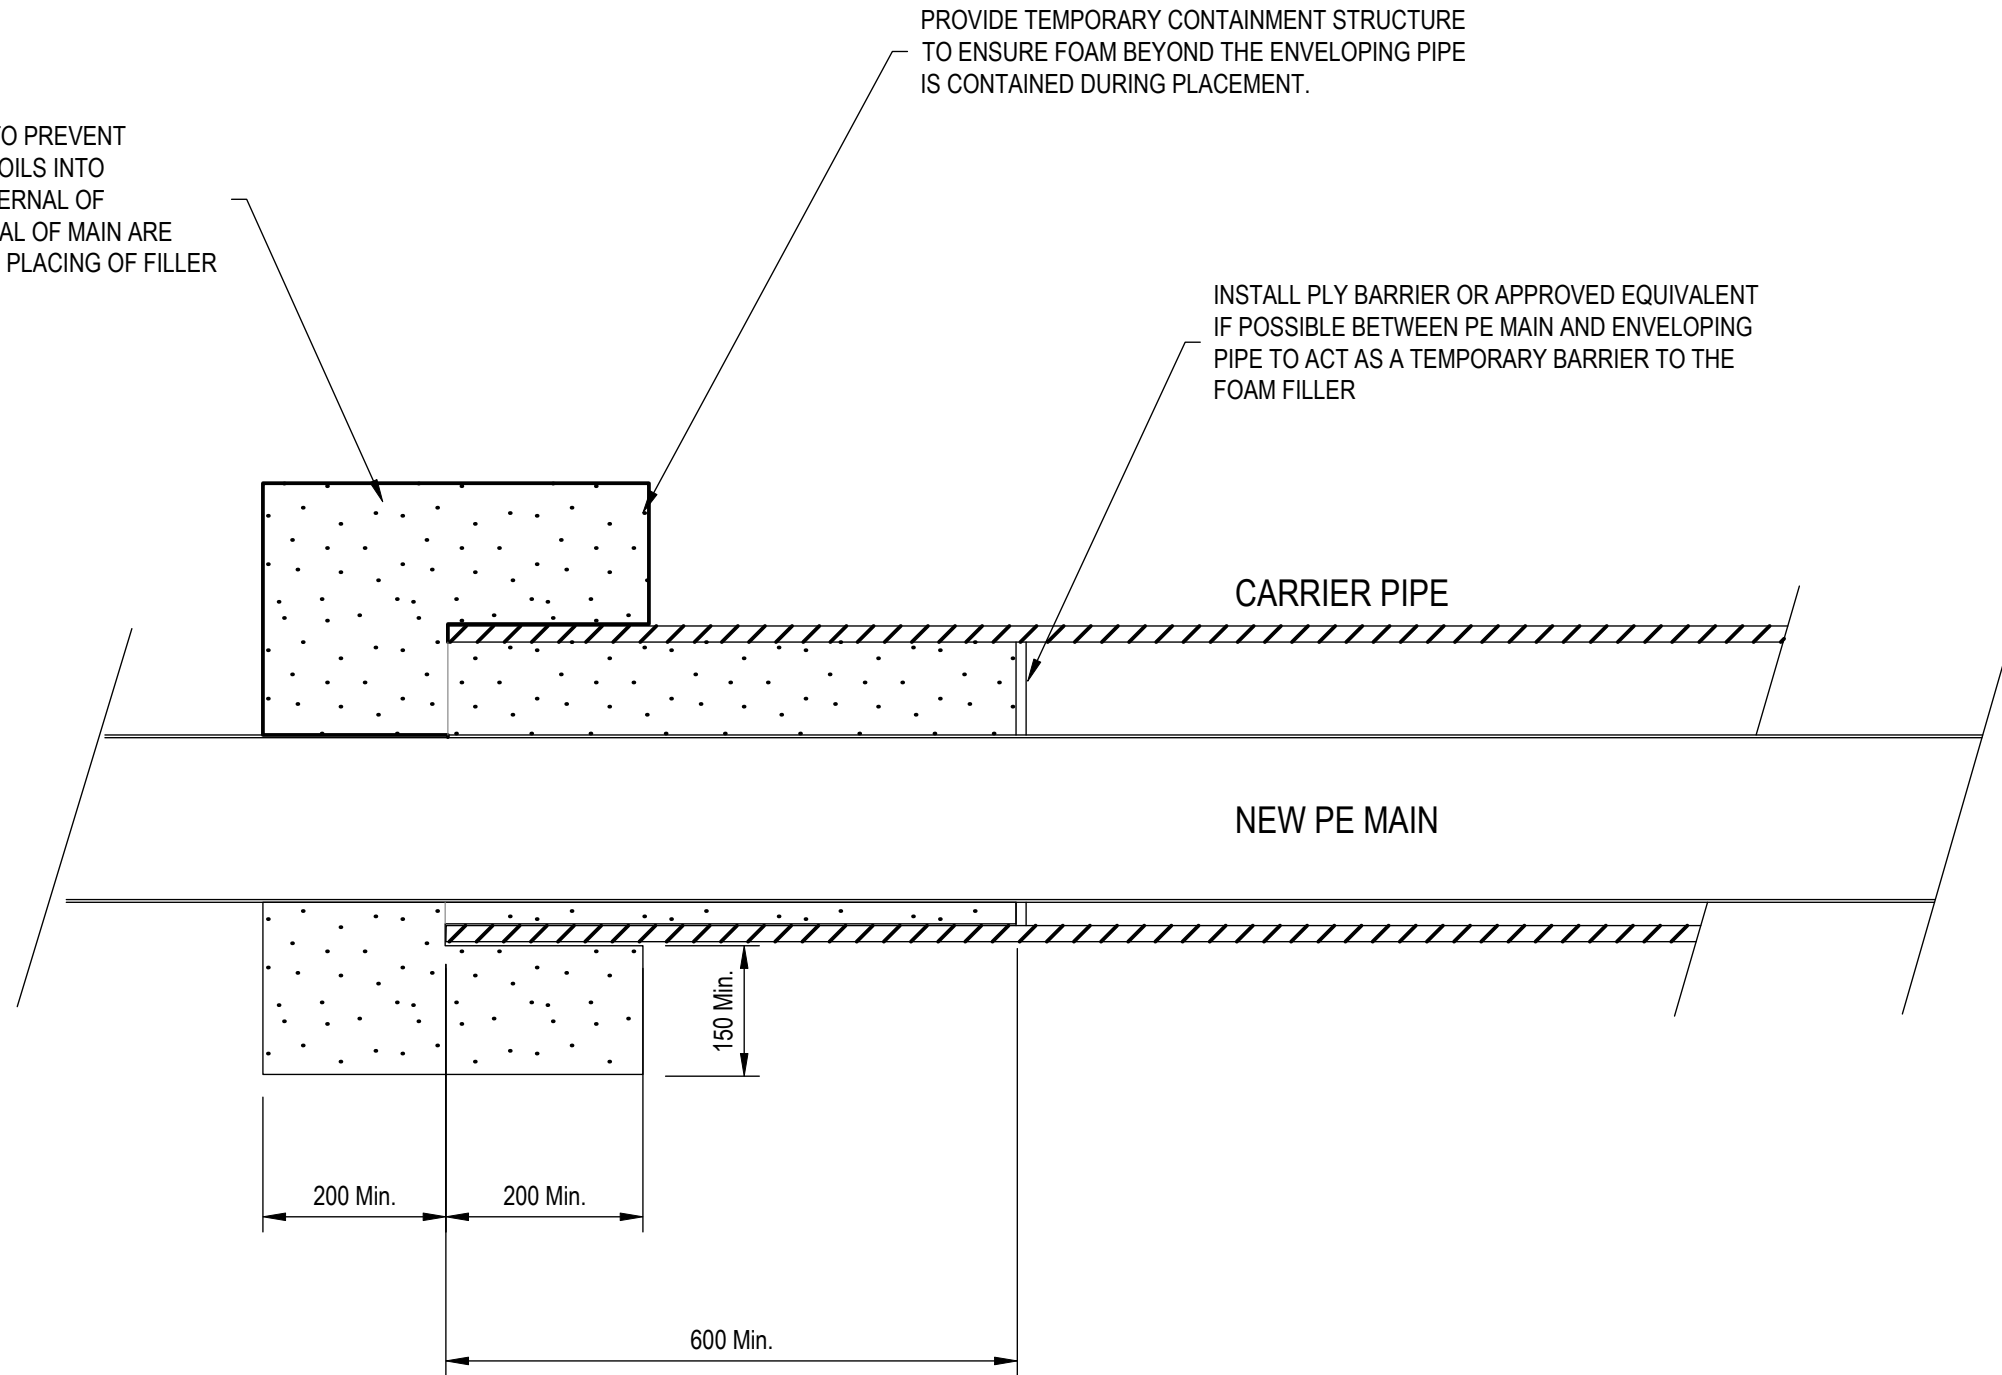 PROVIDE TEMPORARY CONTAINMENT STRUCTURE
TO ENSURE FOAM BEYOND THE ENVELOPING PIPE
IS CONTAINED DURING PLACEMENT.
TO PREVENT
OILS INTO
ERNAL OF
AL OF MAIN ARE
PLACING OF FILLER
INSTALL PLY BARRIER OR APPROVED EQUIVALENT
IF POSSIBLE BETWEEN PE MAIN AND ENVELOPING
PIPE TO ACT AS A TEMPORARY BARRIER TO THE
FOAM FILLER
CARRIER PIPE
NEW PE MAIN
150 Min.
200 Min.
200 Min.
600 Min.